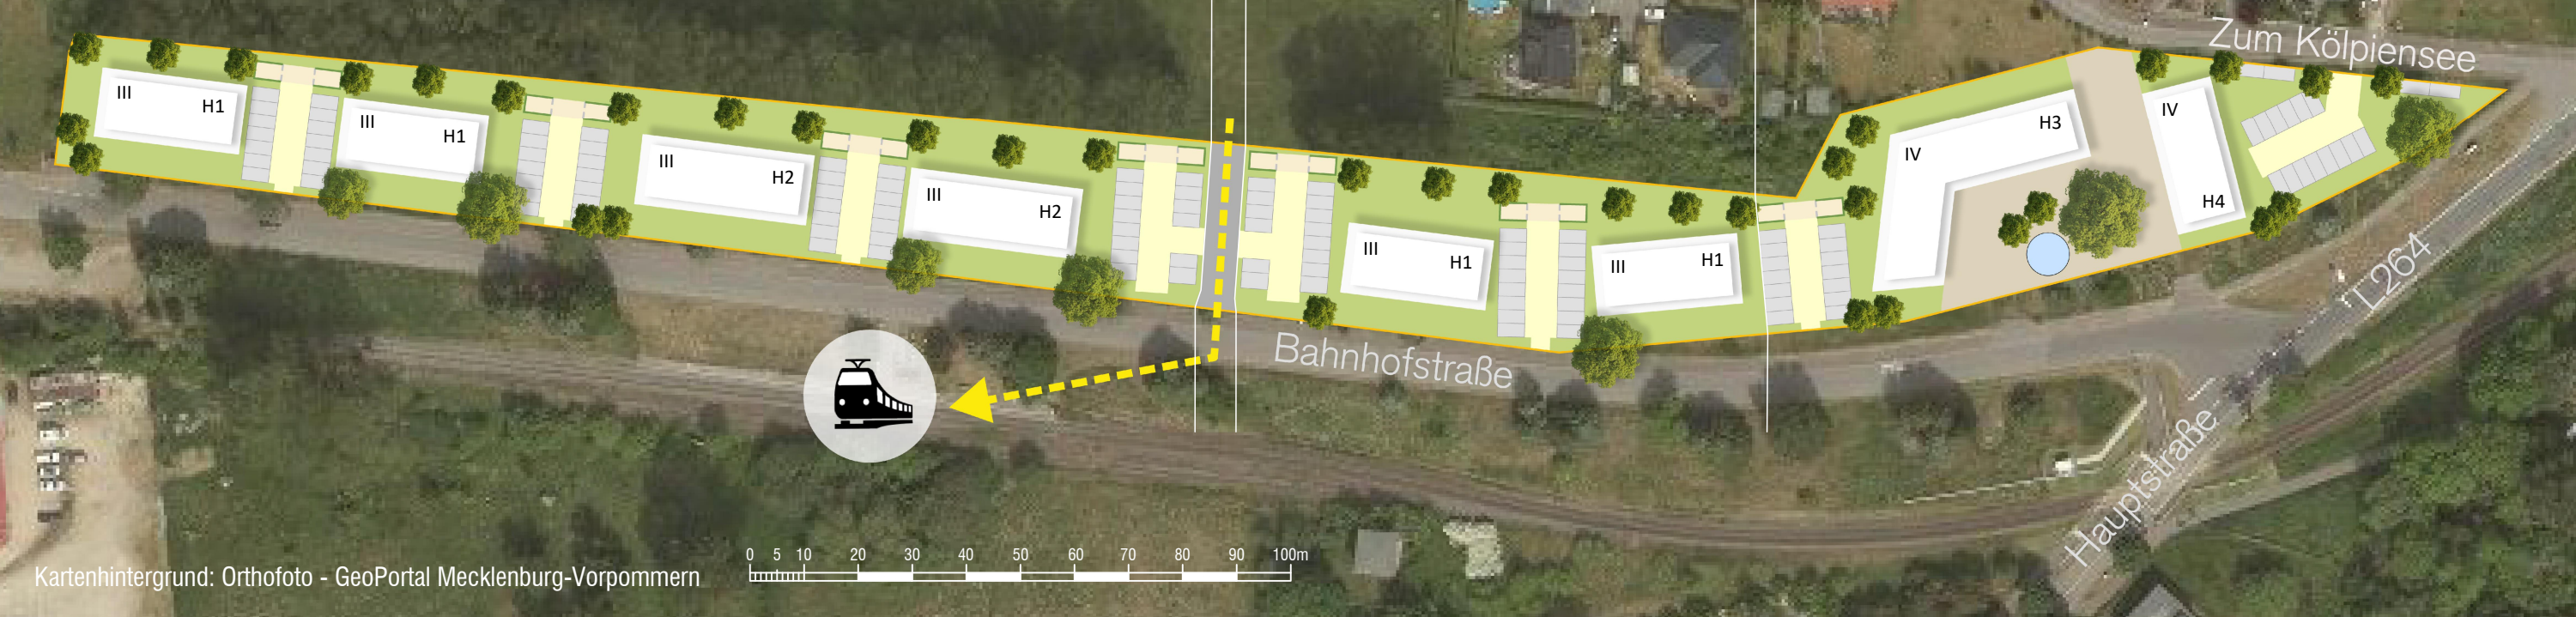 Zum Kölpiensee
III
H1
III
H1
III
H2
III
H2
III
H1
III
H1
IV
H3
IV
H4
L264
Bahnhofstraße
Hauptstraße
0 5 10 20 30 40 50 60 70 80 90 100m
Kartenhintergrund: Orthofoto - GeoPortal Mecklenburg-Vorpommern